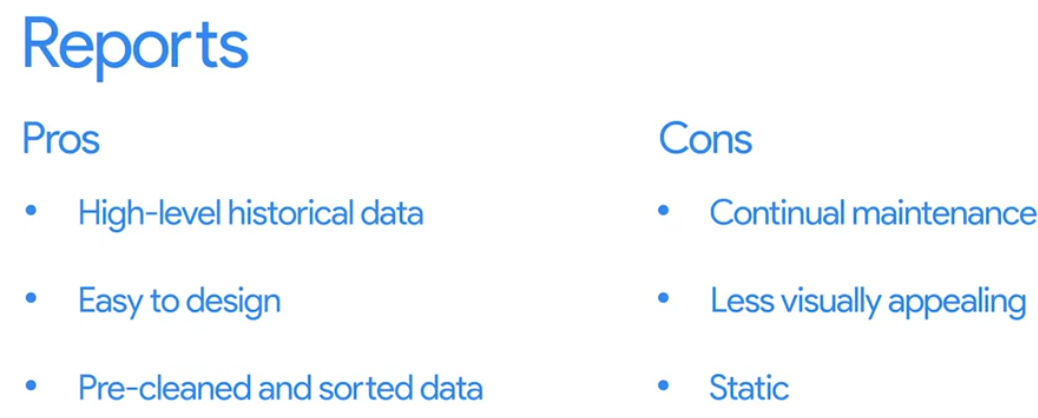 Reports
Pros
• High-level historical data
• Easy to design
• Pre-cleaned and sorted data
Cons
• Continual maintenance
• Less visually appealing
• Static